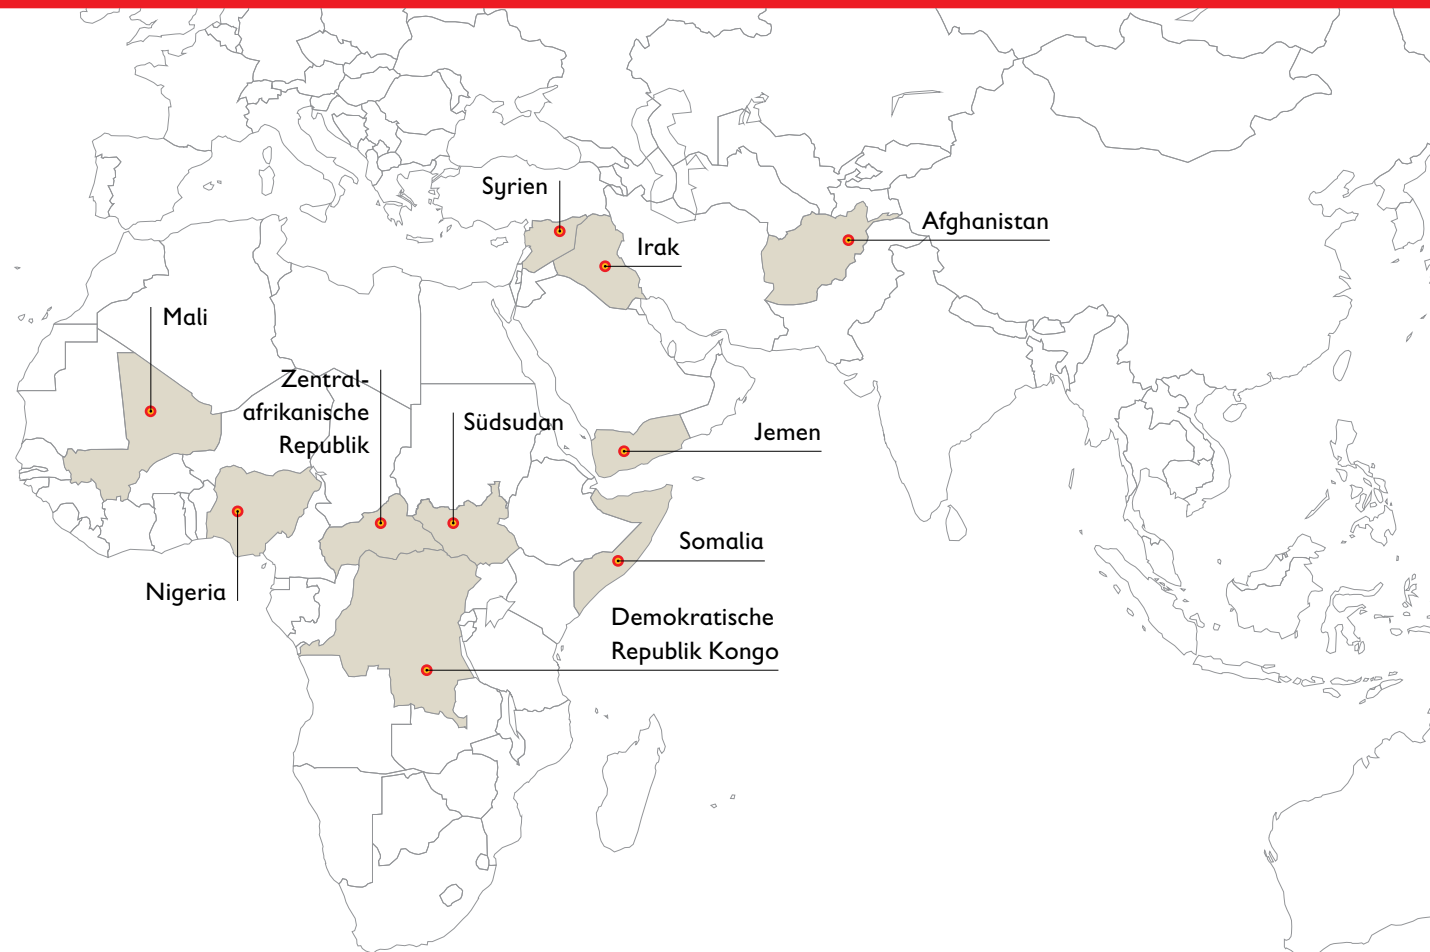 Syrien
Afghanistan
Irak
Mali
Zentral-
afrikanische
Republik
Südsudan
Jemen
Somalia
Nigeria
Demokratische
Republik Kongo